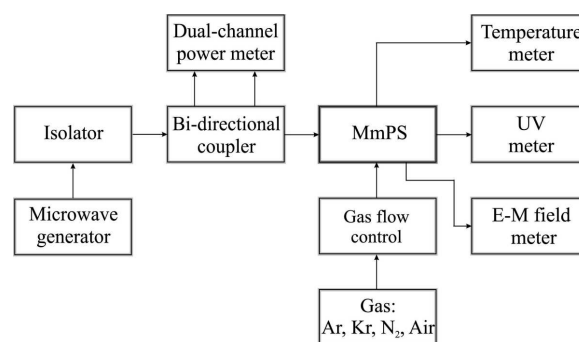 Dual-channel
power meter
Temperature
meter
Isolator
Bi-directional
coupler
MmPS
UV
meter
Microwave
generator
Gas flow
control
E-M field
meter
Gas:
Ar, Kr, N₂, Air